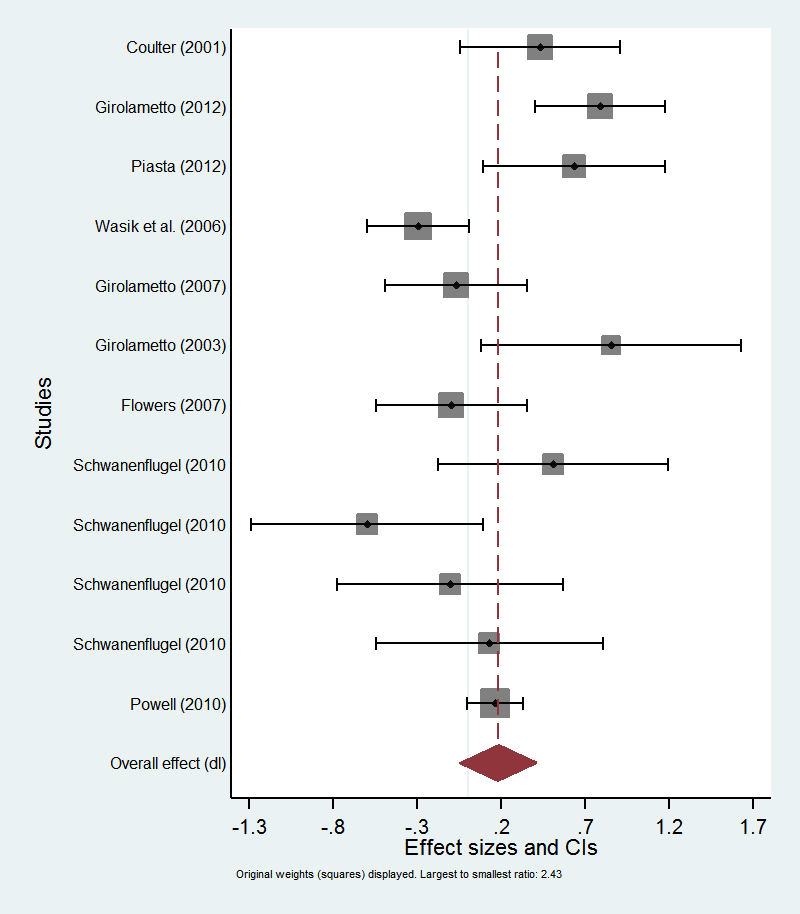 Coulter (2001)
Girolametto (2012)
Piasta (2012)
Wasik et al. (2006)
Girolametto (2007)
Girolametto (2003)
Flowers (2007)
Schwanenflugel (2010
Schwanenflugel (2010
Schwanenflugel (2010
Schwanenflugel (2010
Powell (2010)
Overall effect (dl)
Studies
-1.3 -.8 -.3 .2 .7 1.2 1.7
Effect sizes and CIs
Original weights (squares) displayed. Largest to smallest ratio: 2.43